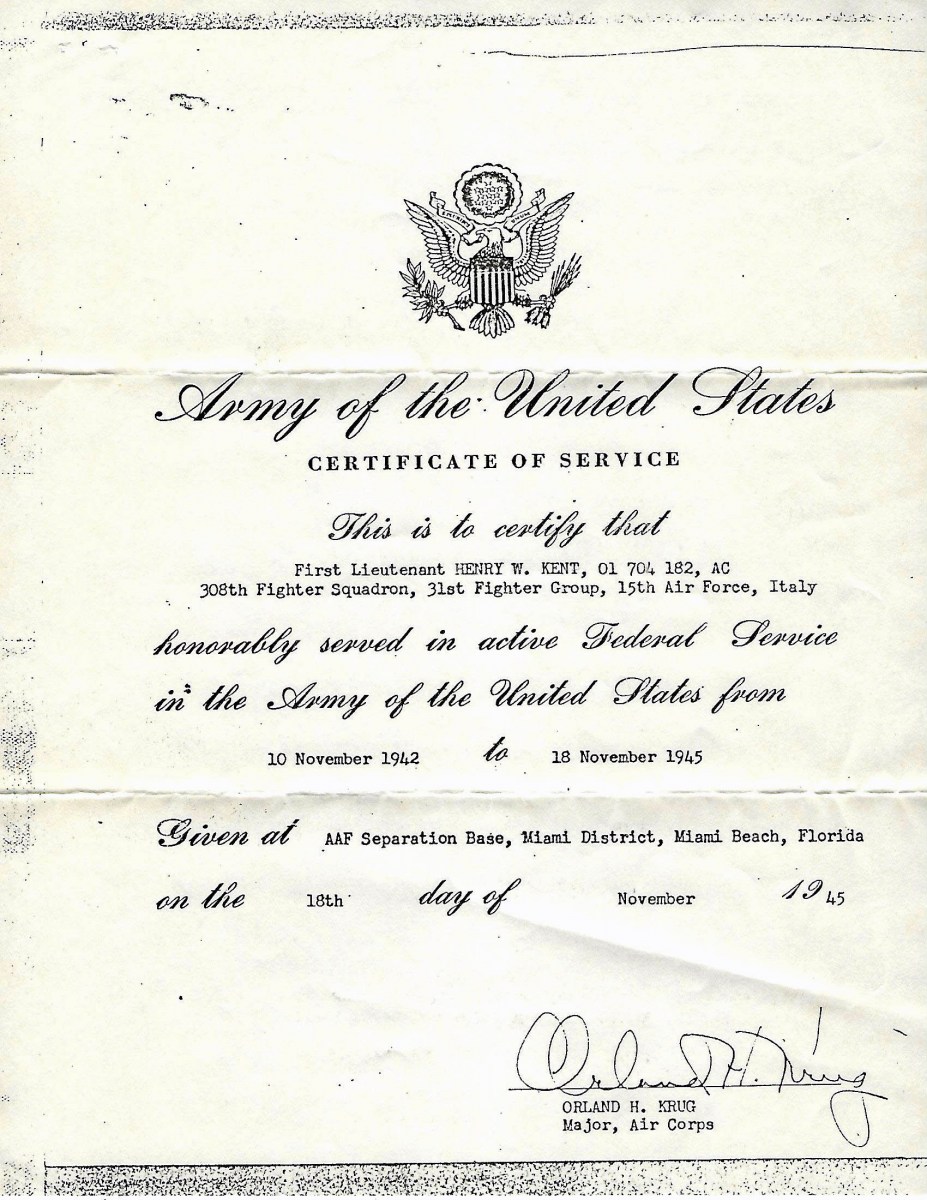 Army of the United States
CERTIFICATE OF SERVICE
This is to certify that
First Lieutenant HENRY W. KENT, O1 704 182, AC
308th Fighter Squadron, 31st Fighter Group, 15th Air Force, Italy
honorably served in active Federal Service
in the Army of the United States from
10 November 1942 to 18 November 1945
Given at AAF Separation Base, Miami District, Miami Beach, Florida
on the 18th day of November 1945
Orland H. Krug
ORLAND H. KRUG
Major, Air Corps